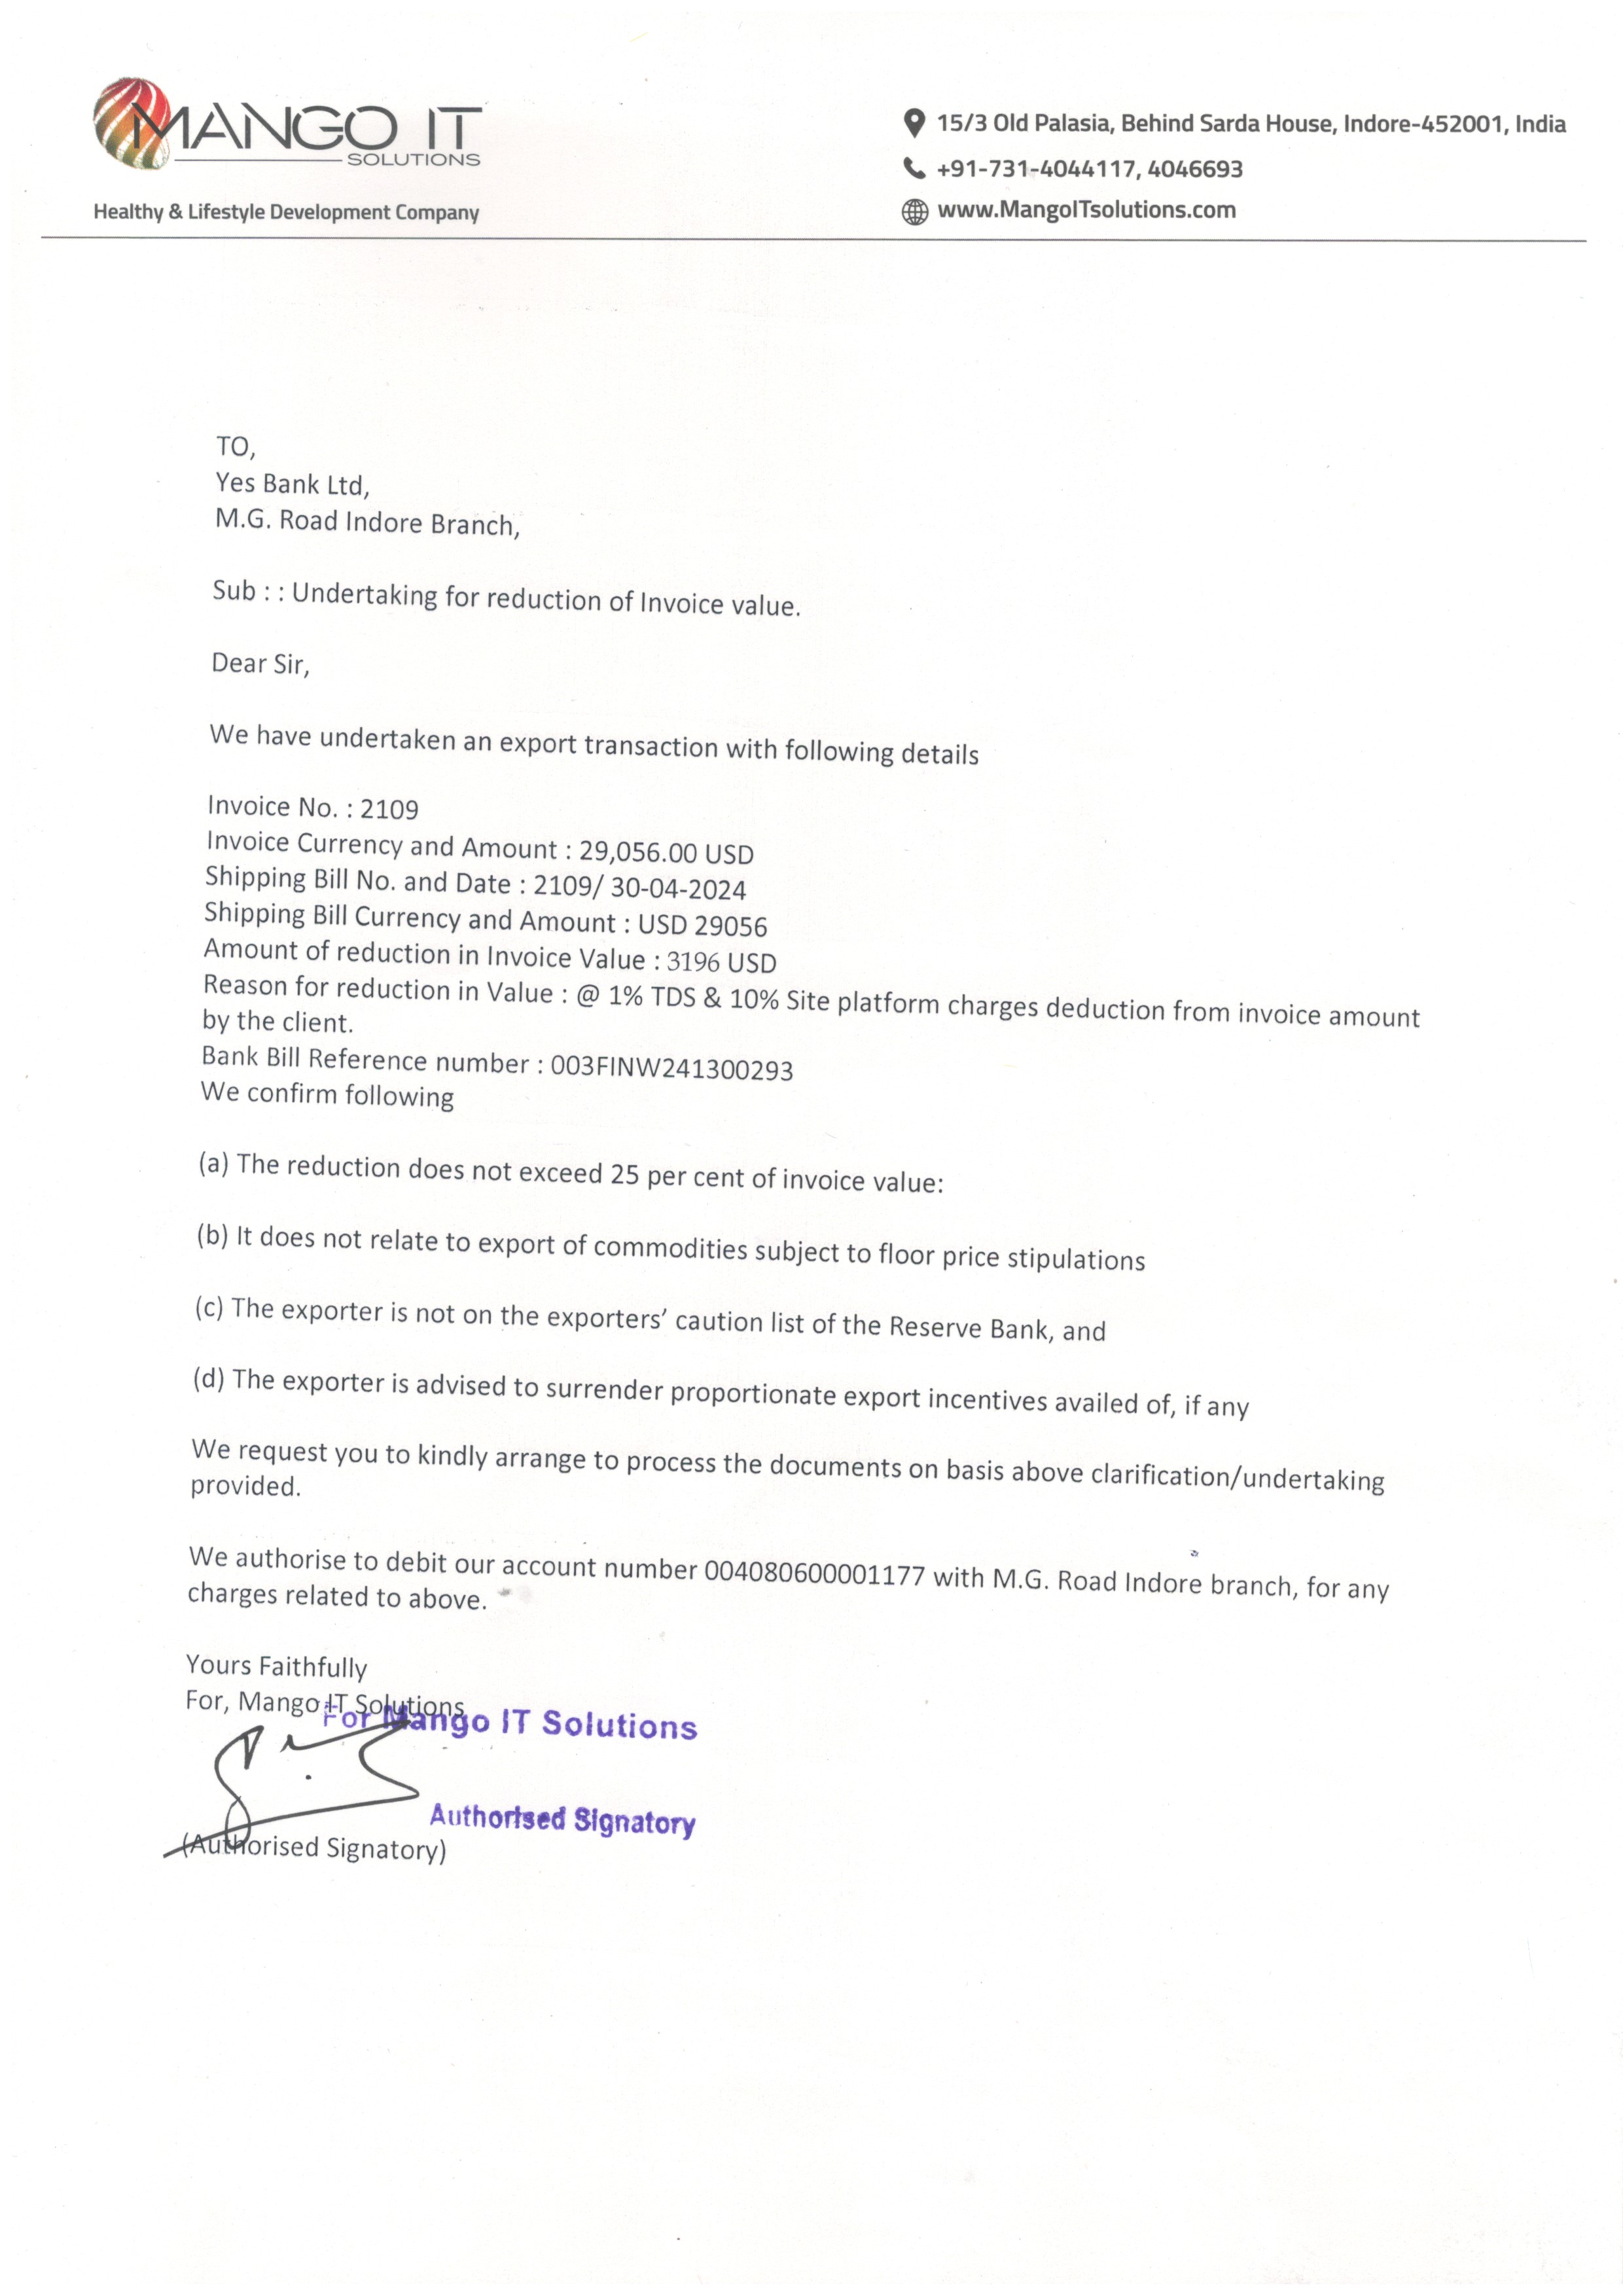 MANGO IT
SOLUTIONS
Healthy & Lifestyle Development Company
15/3 Old Palasia, Behind Sarda House, Indore-452001, India
+91-731-4044117, 4046693
www.MangoITsolutions.com
TO,
Yes Bank Ltd,
M.G. Road Indore Branch,
Sub : : Undertaking for reduction of Invoice value.
Dear Sir,
We have undertaken an export transaction with following details
Invoice No. : 2109
Invoice Currency and Amount : 29,056.00 USD
Shipping Bill No. and Date : 2109/ 30-04-2024
Shipping Bill Currency and Amount : USD 29056
Amount of reduction in Invoice Value : 3196 USD
Reason for reduction in Value : @ 1% TDS & 10% Site platform charges deduction from invoice amount
by the client.
Bank Bill Reference number : 003FINW241300293
We confirm following
(a) The reduction does not exceed 25 per cent of invoice value:
(b) It does not relate to export of commodities subject to floor price stipulations
(c) The exporter is not on the exporters’ caution list of the Reserve Bank, and
(d) The exporter is advised to surrender proportionate export incentives availed of, if any
We request you to kindly arrange to process the documents on basis above clarification/undertaking
provided.
We authorise to debit our account number 004080600001177 with M.G. Road Indore branch, for any
charges related to above.
Yours Faithfully
For, Mango IT Solutions
For Mango IT Solutions
Authorised Signatory
(Authorised Signatory)